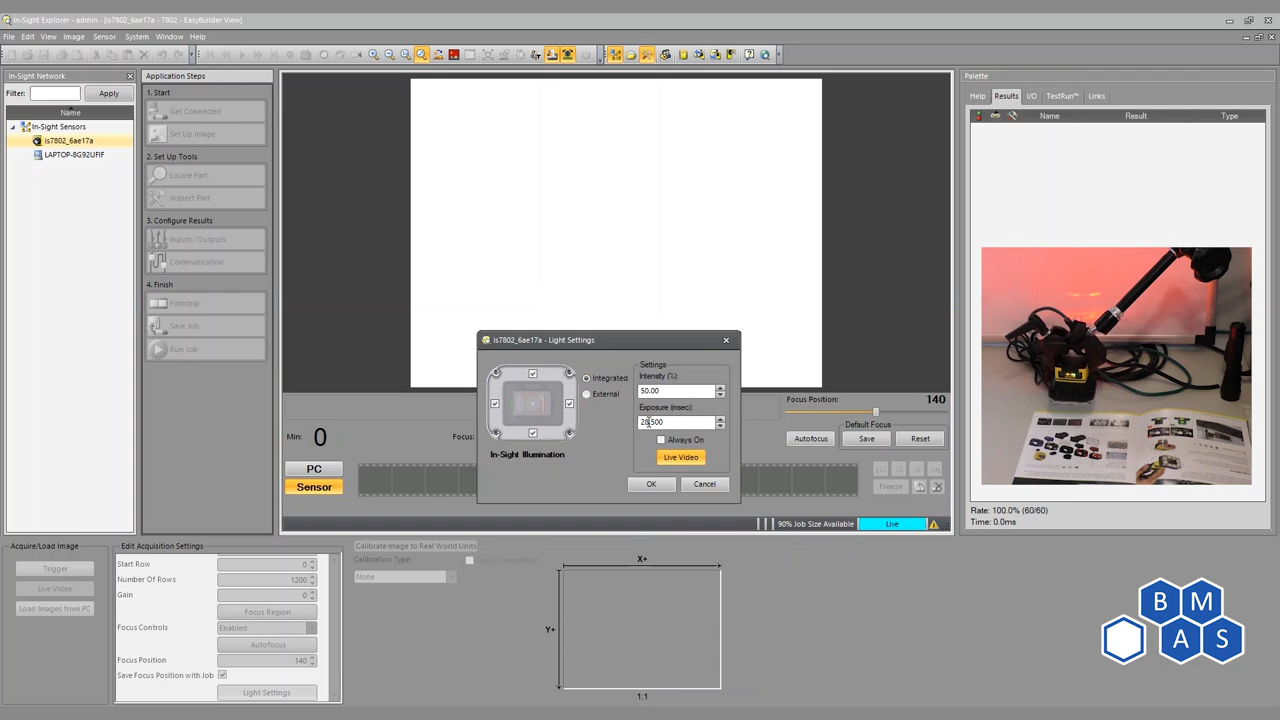 In-Sight Explorer - admin - [is7802_6ae17a - 7802 - EasyBuilder View]
File Edit View Image Sensor System Window Help
In-Sight Network
Filter: Apply
Name
In-Sight Sensors
is7802_6ae17a
LAPTOP-8G92UFIF
Application Steps
1. Start
Get Connected
Set Up Image
2. Set Up Tools
Locate Part
Inspect Part
3. Configure Results
Inputs / Outputs
Communication
4. Finish
Filmstrip
Save Job
Run Job
is7802_6ae17a - Light Settings
Integrated
External
In-Sight Illumination
Settings
Intensity (%):
50.00
Exposure (msec):
28.500
Always On
Live Video
OK Cancel
Min: 0
Focus:
PC
Sensor
Focus Position: 140
Default Focus
Autofocus Save Reset
Freeze
90% Job Size Available Live
Palette
Help Results I/O TestRun™ Links
Name Result Type
Rate: 100.0% (60/60)
Time: 0.0ms
Acquire/Load Image
Trigger
Live Video
Load Images from PC
Edit Acquisition Settings
Start Row 0
Number Of Rows 1200
Gain 0
Focus Region
Focus Controls Enabled
Autofocus
Focus Position 140
Save Focus Position with Job
Light Settings
Calibrate Image to Real World Units
Calibration Type:
None
X+
Y+
1:1
B M
A S